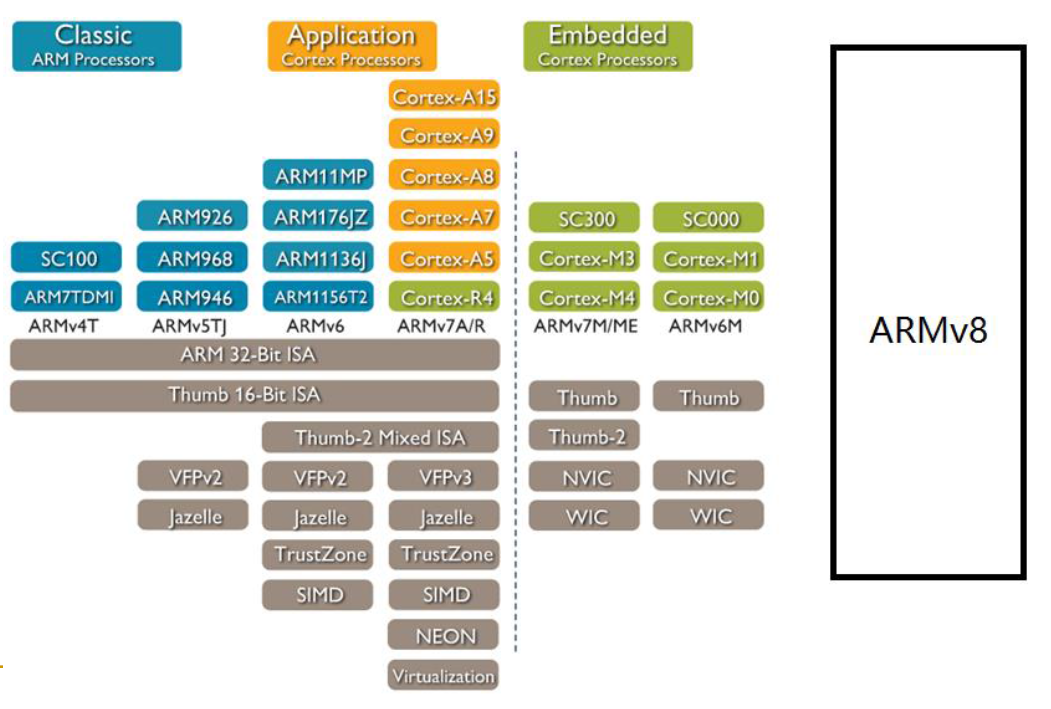 Classic
ARM Processors
Application
Cortex Processors
Embedded
Cortex Processors
Cortex-A15
Cortex-A9
ARM11MP
Cortex-A8
ARM926
ARM176JZ
Cortex-A7
SC300
SC000
SC100
ARM968
ARM1136J
Cortex-A5
Cortex-M3
Cortex-M1
ARM7TDMI
ARM946
ARM1156T2
Cortex-R4
Cortex-M4
Cortex-M0
ARMv4T
ARMv5TJ
ARMv6
ARMv7A/R
ARMv7M/ME
ARMv6M
ARMv8
ARM 32-Bit ISA
Thumb 16-Bit ISA
Thumb
Thumb
Thumb-2 Mixed ISA
Thumb-2
VFPv2
VFPv2
VFPv3
NVIC
NVIC
Jazelle
Jazelle
Jazelle
WIC
WIC
TrustZone
TrustZone
SIMD
SIMD
NEON
Virtualization